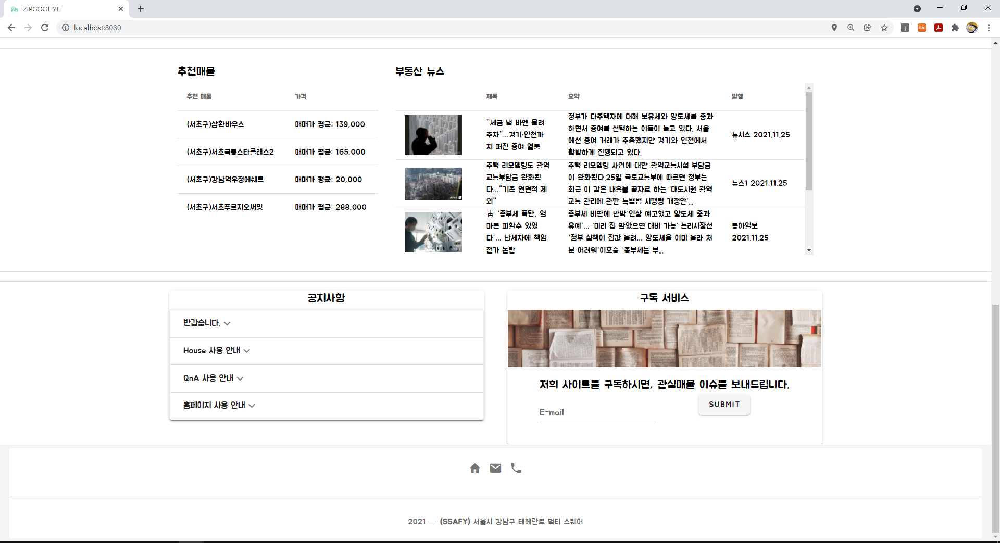 ZIPGOOHYE
localhost:8080
추천매물
추천 매물 가격
(서초구)삼환바우스 매매가 평균: 139,000
(서초구)서초극동스타클래스2 매매가 평균: 165,000
(서초구)강남역우정에쉐르 매매가 평균: 20,000
(서초구)서초푸르지오써밋 매매가 평균: 288,000
부동산 뉴스
제목 요약 발행
"세금 낼 바엔 물려
주자"...경기·인천까
지 퍼진 증여 열풍
정부가 다주택자에 대해 보유세와 양도세를 중과
하면서 증여를 선택하는 이들이 늘고 있다. 서울
에선 증여 거래가 주춤했지만 경기와 인천에서
활발하게 진행되고 있다.
뉴시스 2021.11.25
주택 리모델링도 광역
교통부담금 완화된
다..."기존 연면적 제
외"
주택 리모델링 사업에 대한 광역교통시설 부담금
이 완화된다.25일 국토교통부에 따르면 정부는
최근 이 같은 내용을 골자로 하는 '대도시권 광역
교통 관리에 관한 특별법 시행령 개정안'...
뉴스1 2021.11.25
靑 '종부세 폭탄, 얼
마든 피할수 있었
다'... 납세자에 책임
전가 논란
종부세 비판에 반박'인상 예고했고 양도세 중과
유예'... '미리 집 팔았으면 대비 가능' 논리시장선
'정부 실책이 집값 올려... 양도세율 이미 올라 처
분 어려워'이호승 '종부세는 부...
동아일보
2021.11.25
공지사항
반갑습니다.
House 사용 안내
QnA 사용 안내
홈페이지 사용 안내
구독 서비스
저희 사이트를 구독하시면, 관심매물 이슈를 보내드립니다.
E-mail
SUBMIT
2021 — (SSAFY) 서울시 강남구 테헤란로 멀티 스퀘어